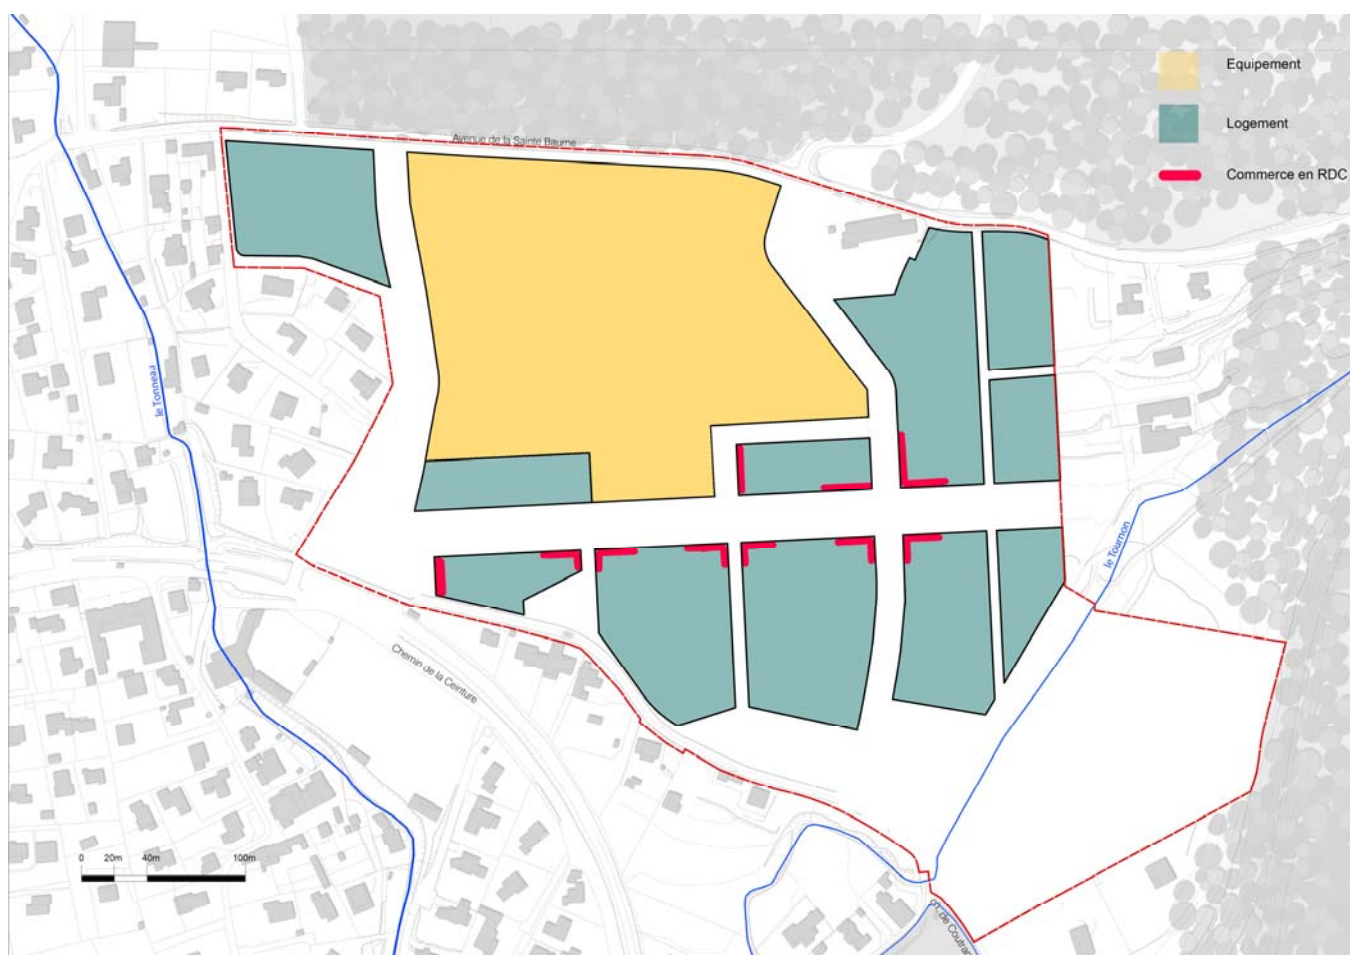 Equipement
Avenue de la Sainte Baume
Logement
Commerce en RDC
le Tonneau
le Tournon
Chemin de la Ceinture
0 20m 40m 100m